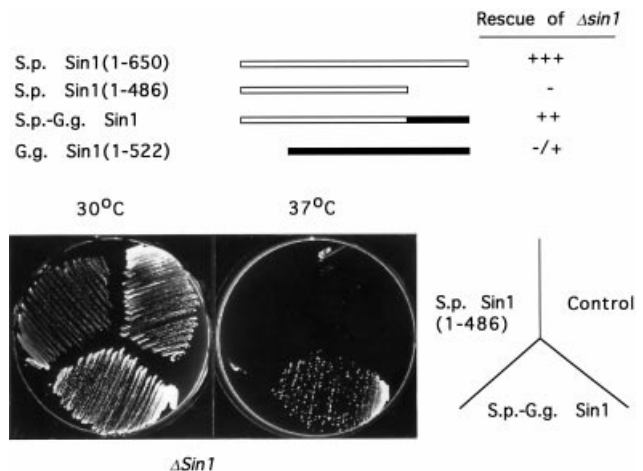 Rescue of Δsin1
S.p. Sin1(1-650) +++
S.p. Sin1(1-486) -
S.p.-G.g. Sin1 ++
G.g. Sin1(1-522) -/+
30°C 37°C
S.p. Sin1 Control
(1-486)
S.p.-G.g. Sin1
ΔSin1